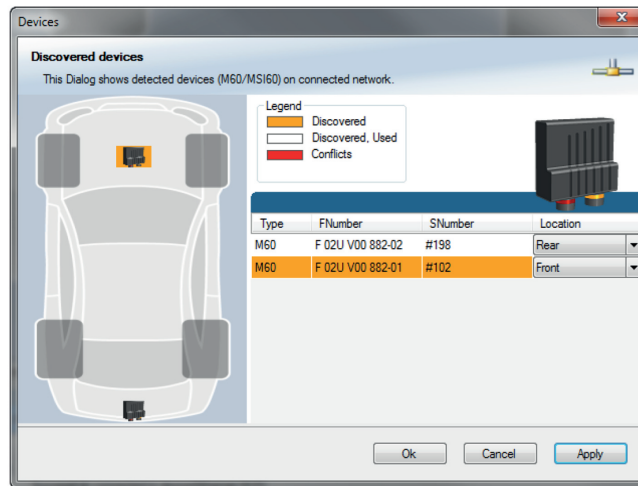 Devices
Discovered devices
This Dialog shows detected devices (M60/MSI60) on connected network.
Legend
Discovered
Discovered, Used
Conflicts
Type FNumber SNumber Location
M60 F 02U V00 882-02 #198 Rear
M60 F 02U V00 882-01 #102 Front
Ok Cancel Apply